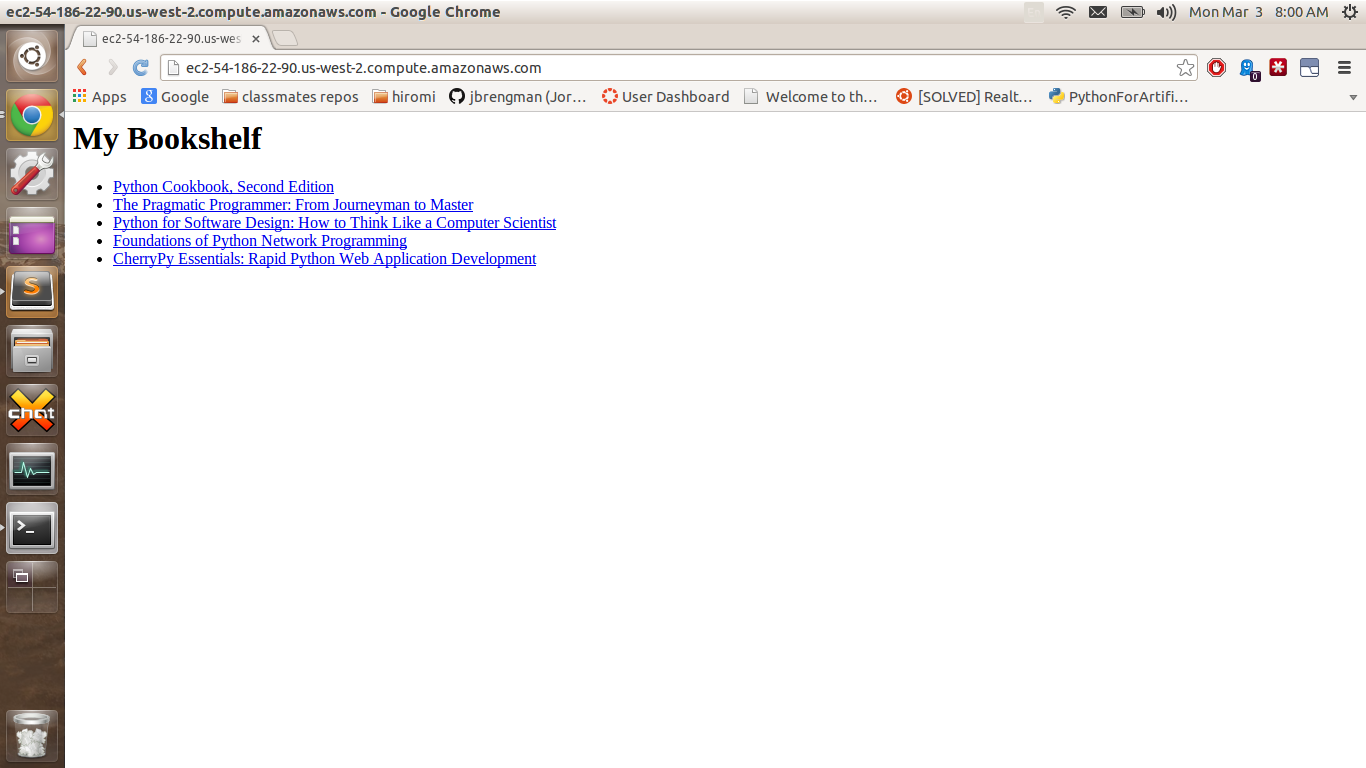 ec2-54-186-22-90.us-west-2.compute.amazonaws.com - Google Chrome
Mon Mar 3 8:00 AM
ec2-54-186-22-90.us-wes
ec2-54-186-22-90.us-west-2.compute.amazonaws.com
0
Apps Google classmates repos hiromi jbrengman (Jor… User Dashboard Welcome to th… [SOLVED] Realt… PythonForArtifi…
My Bookshelf
Python Cookbook, Second Edition
The Pragmatic Programmer: From Journeyman to Master
Python for Software Design: How to Think Like a Computer Scientist
Foundations of Python Network Programming
CherryPy Essentials: Rapid Python Web Application Development
S
chat
>_